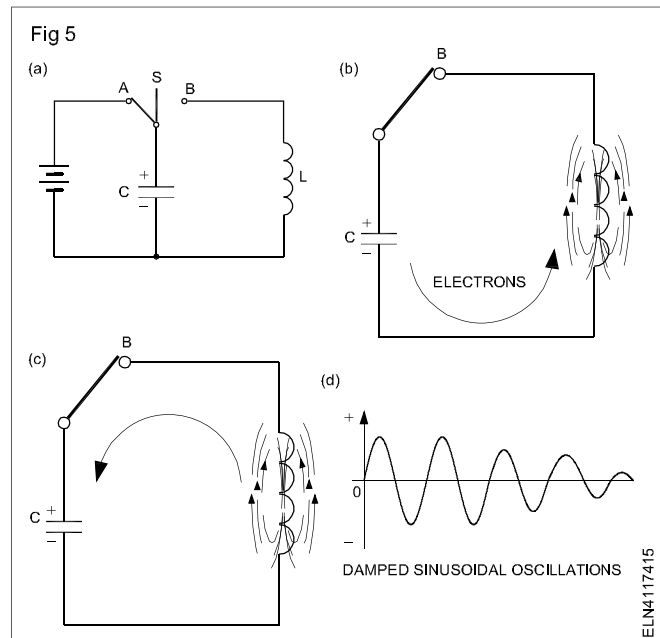 Fig 5
(a)
A
S
B
+
C
−
L
(b)
B
+
C
−
ELECTRONS
(c)
B
+
C
−
(d)
+
0
−
DAMPED SINUSOIDAL OSCILLATIONS
ELN4117415